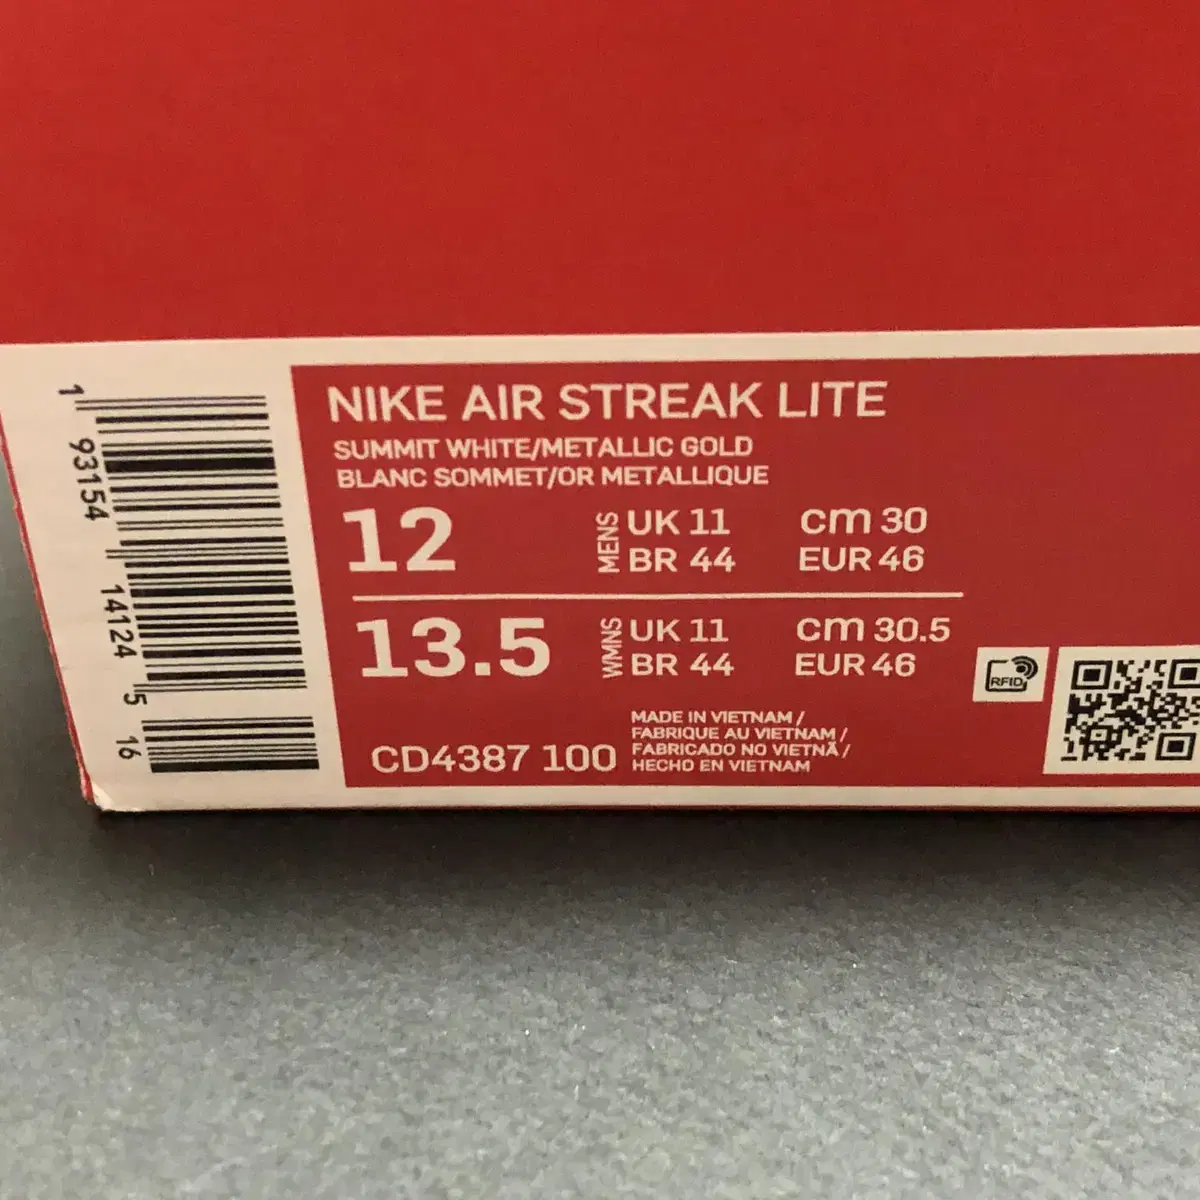 NIKE AIR STREAK LITE
SUMMIT WHITE/METALLIC GOLD
BLANC SOMMET/OR METALLIQUE
12
MENS
UK 11
cm 30
BR 44
EUR 46
13.5
WMNS
UK 11
cm 30.5
BR 44
EUR 46
CD4387 100
MADE IN VIETNAM /
FABRIQUE AU VIETNAM /
FABRICADO NO VIETNÃ /
HECHO EN VIETNAM
RFID
1 93154 14124 5 16